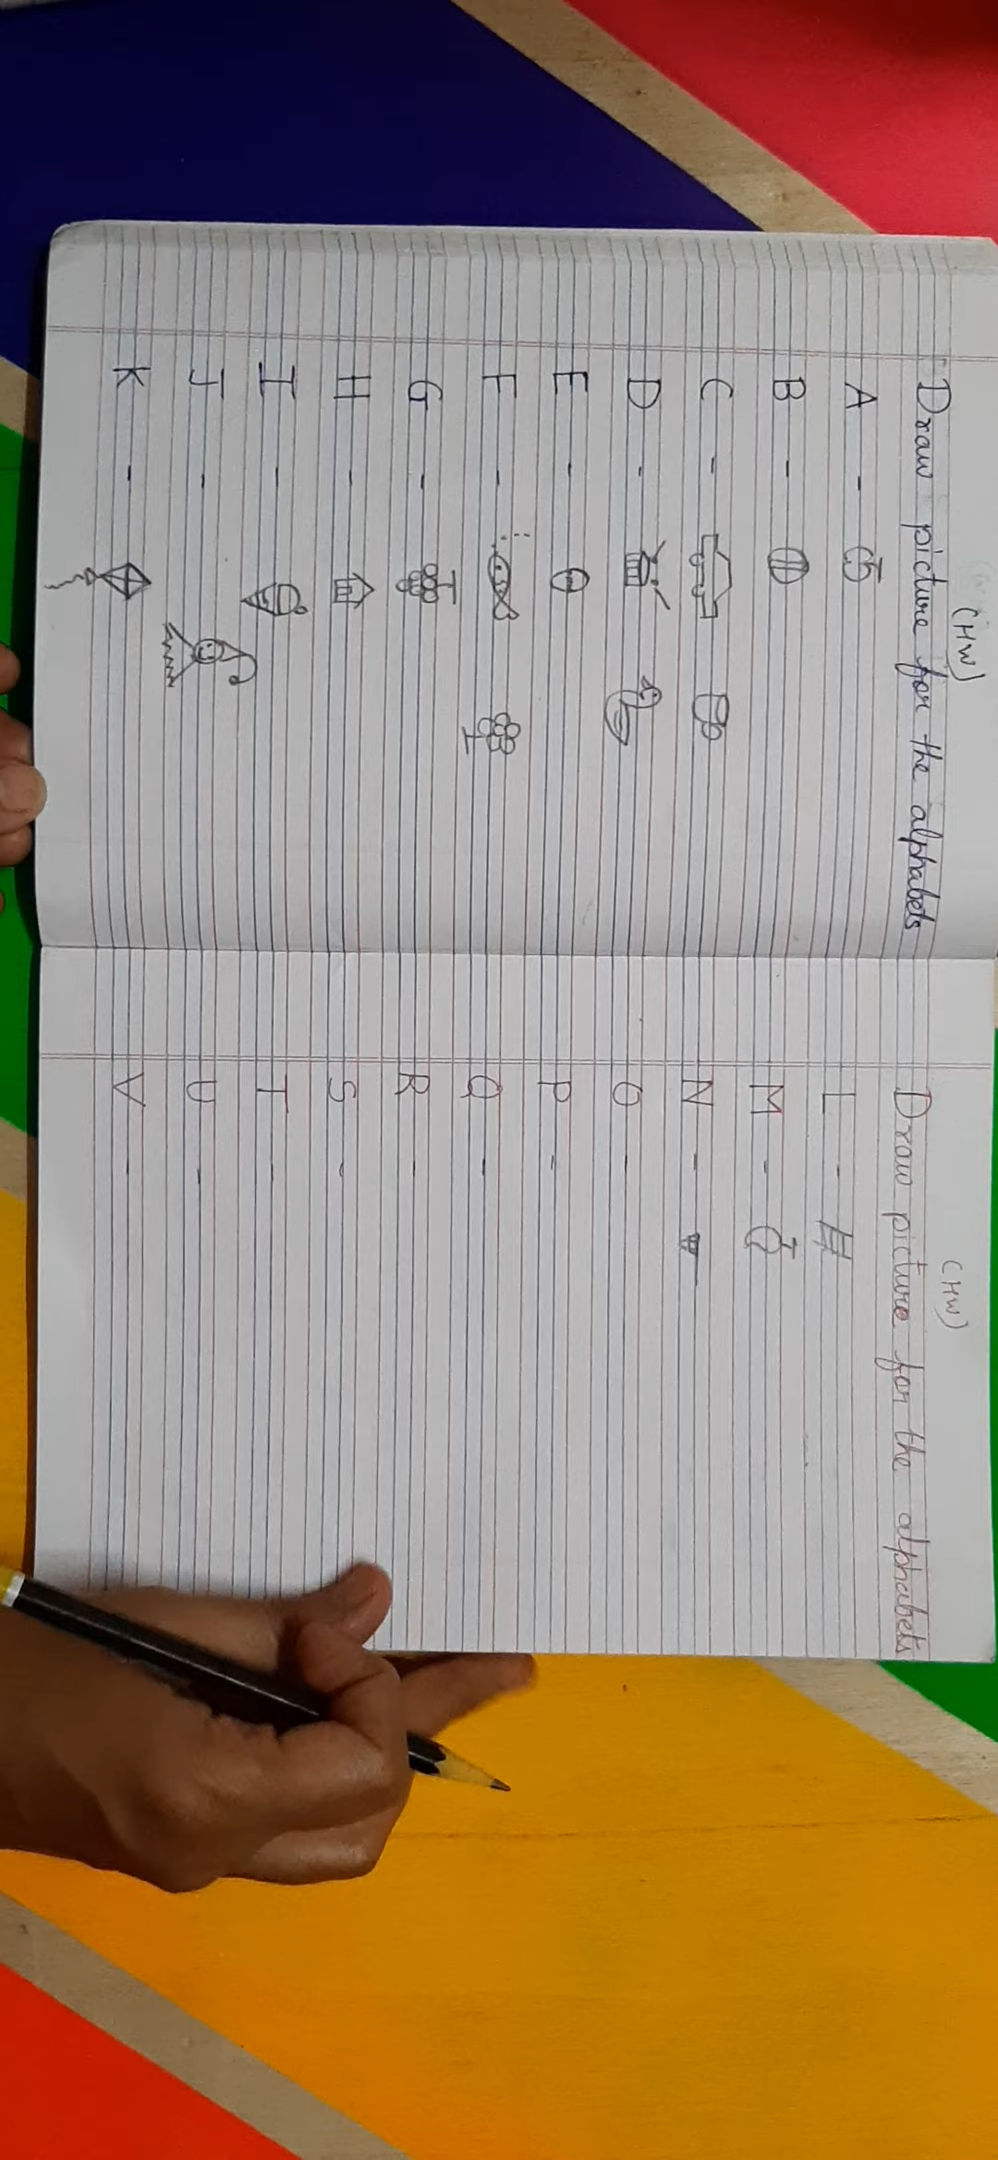 (HW)
Draw picture for the alphabets
A -
B -
C -
D -
E -
F -
G -
H -
I -
J -
K -
(HW)
Draw picture for the alphabets
L -
M -
N -
O -
P -
Q -
R -
S -
T -
U -
V -